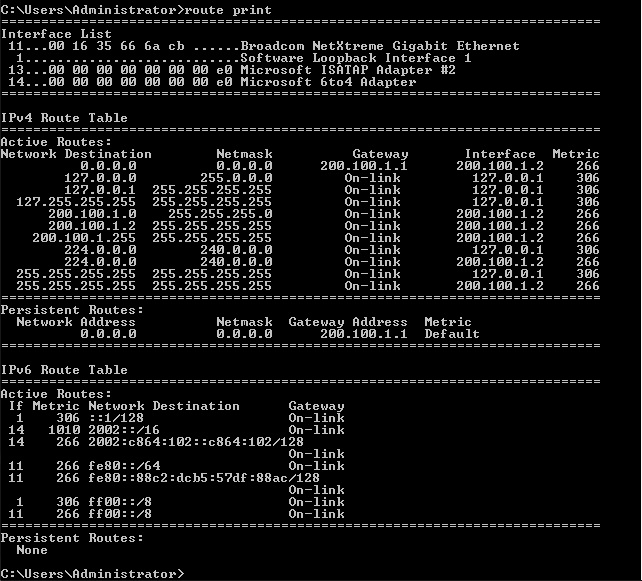 C:\Users\Administrator>route print
===========================================================================
Interface List
 11...00 16 35 66 6a cb ......Broadcom NetXtreme Gigabit Ethernet
  1...........................Software Loopback Interface 1
 13...00 00 00 00 00 00 00 e0 Microsoft ISATAP Adapter #2
 14...00 00 00 00 00 00 00 e0 Microsoft 6to4 Adapter
===========================================================================
IPv4 Route Table
===========================================================================
Active Routes:
Network Destination        Netmask          Gateway       Interface  Metric
          0.0.0.0          0.0.0.0      200.100.1.1      200.100.1.2    266
        127.0.0.0        255.0.0.0         On-link         127.0.0.1    306
        127.0.0.1  255.255.255.255         On-link         127.0.0.1    306
  127.255.255.255  255.255.255.255         On-link         127.0.0.1    306
      200.100.1.0    255.255.255.0         On-link       200.100.1.2    266
      200.100.1.2  255.255.255.255         On-link       200.100.1.2    266
    200.100.1.255  255.255.255.255         On-link       200.100.1.2    266
        224.0.0.0        240.0.0.0         On-link         127.0.0.1    306
        224.0.0.0        240.0.0.0         On-link       200.100.1.2    266
  255.255.255.255  255.255.255.255         On-link         127.0.0.1    306
  255.255.255.255  255.255.255.255         On-link       200.100.1.2    266
===========================================================================
Persistent Routes:
  Network Address          Netmask  Gateway Address  Metric
          0.0.0.0          0.0.0.0      200.100.1.1  Default
===========================================================================
IPv6 Route Table
===========================================================================
Active Routes:
 If Metric Network Destination      Gateway
  1    306 ::1/128                  On-link
 14   1010 2002::/16                On-link
 14    266 2002:c864:102::c864:102/128
                                    On-link
 11    266 fe80::/64                On-link
 11    266 fe80::88c2:dcb5:57df:88ac/128
                                    On-link
  1    306 ff00::/8                 On-link
 11    266 ff00::/8                 On-link
===========================================================================
Persistent Routes:
  None
C:\Users\Administrator>